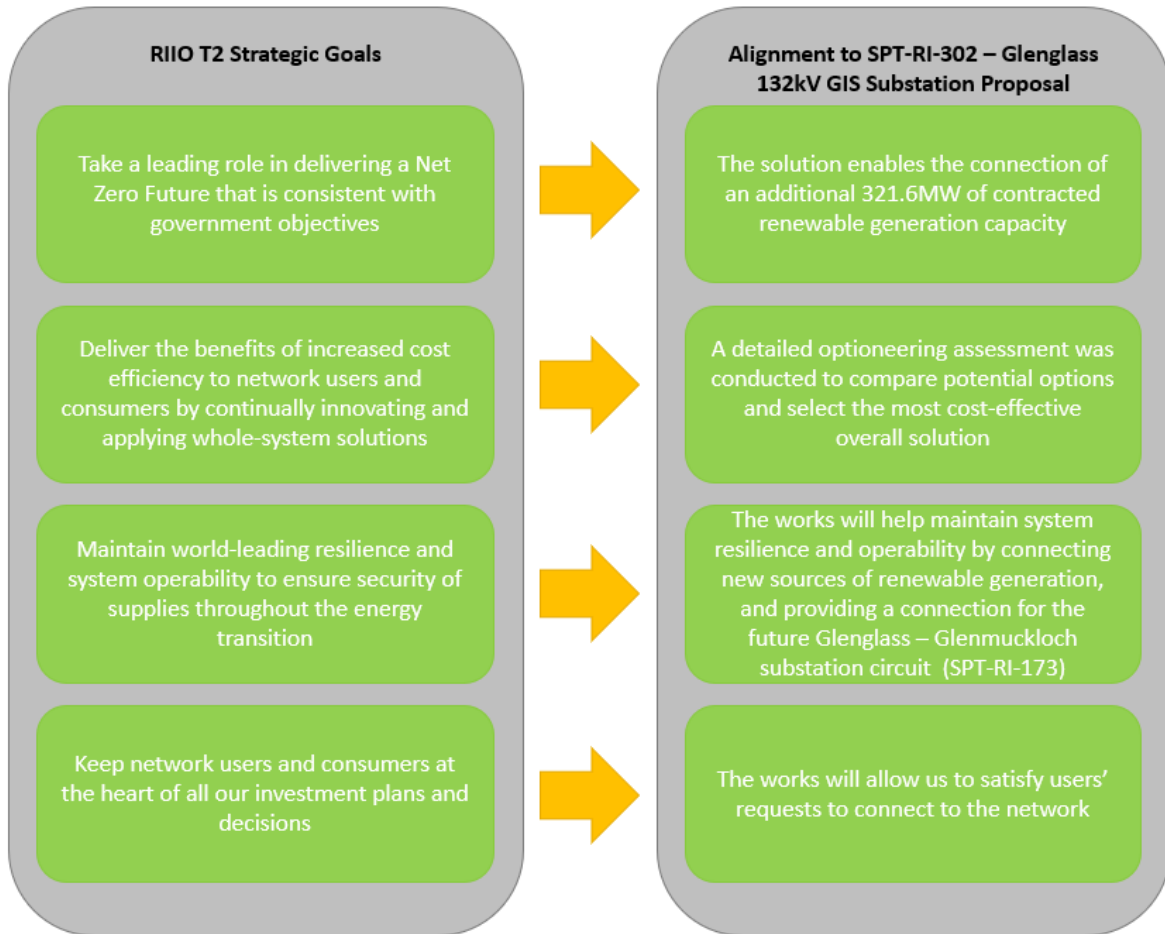 RIIO T2 Strategic Goals
Take a leading role in delivering a Net
Zero Future that is consistent with
government objectives
Deliver the benefits of increased cost
efficiency to network users and
consumers by continually innovating and
applying whole-system solutions
Maintain world-leading resilience and
system operability to ensure security of
supplies throughout the energy
transition
Keep network users and consumers at
the heart of all our investment plans and
decisions
Alignment to SPT-RI-302 – Glenglass
132kV GIS Substation Proposal
The solution enables the connection of
an additional 321.6MW of contracted
renewable generation capacity
A detailed optioneering assessment was
conducted to compare potential options
and select the most cost-effective
overall solution
The works will help maintain system
resilience and operability by connecting
new sources of renewable generation,
and providing a connection for the
future Glenglass – Glenmuckloch
substation circuit (SPT-RI-173)
The works will allow us to satisfy users’
requests to connect to the network